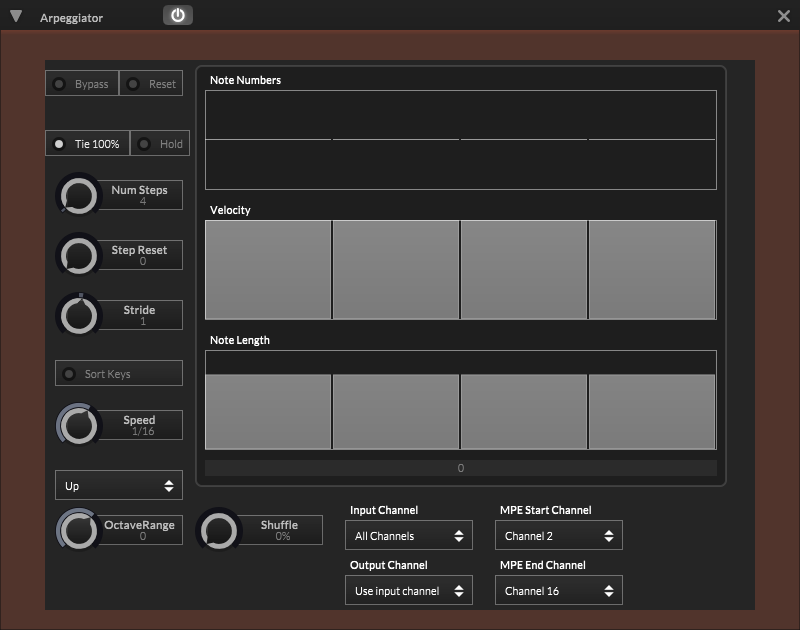 Arpeggiator
Bypass
Reset
Tie 100%
Hold
Num Steps
4
Step Reset
0
Stride
1
Sort Keys
Speed
1/16
Up
OctaveRange
0
Shuffle
0%
Note Numbers
Velocity
Note Length
0
Input Channel
All Channels
MPE Start Channel
Channel 2
Output Channel
Use input channel
MPE End Channel
Channel 16